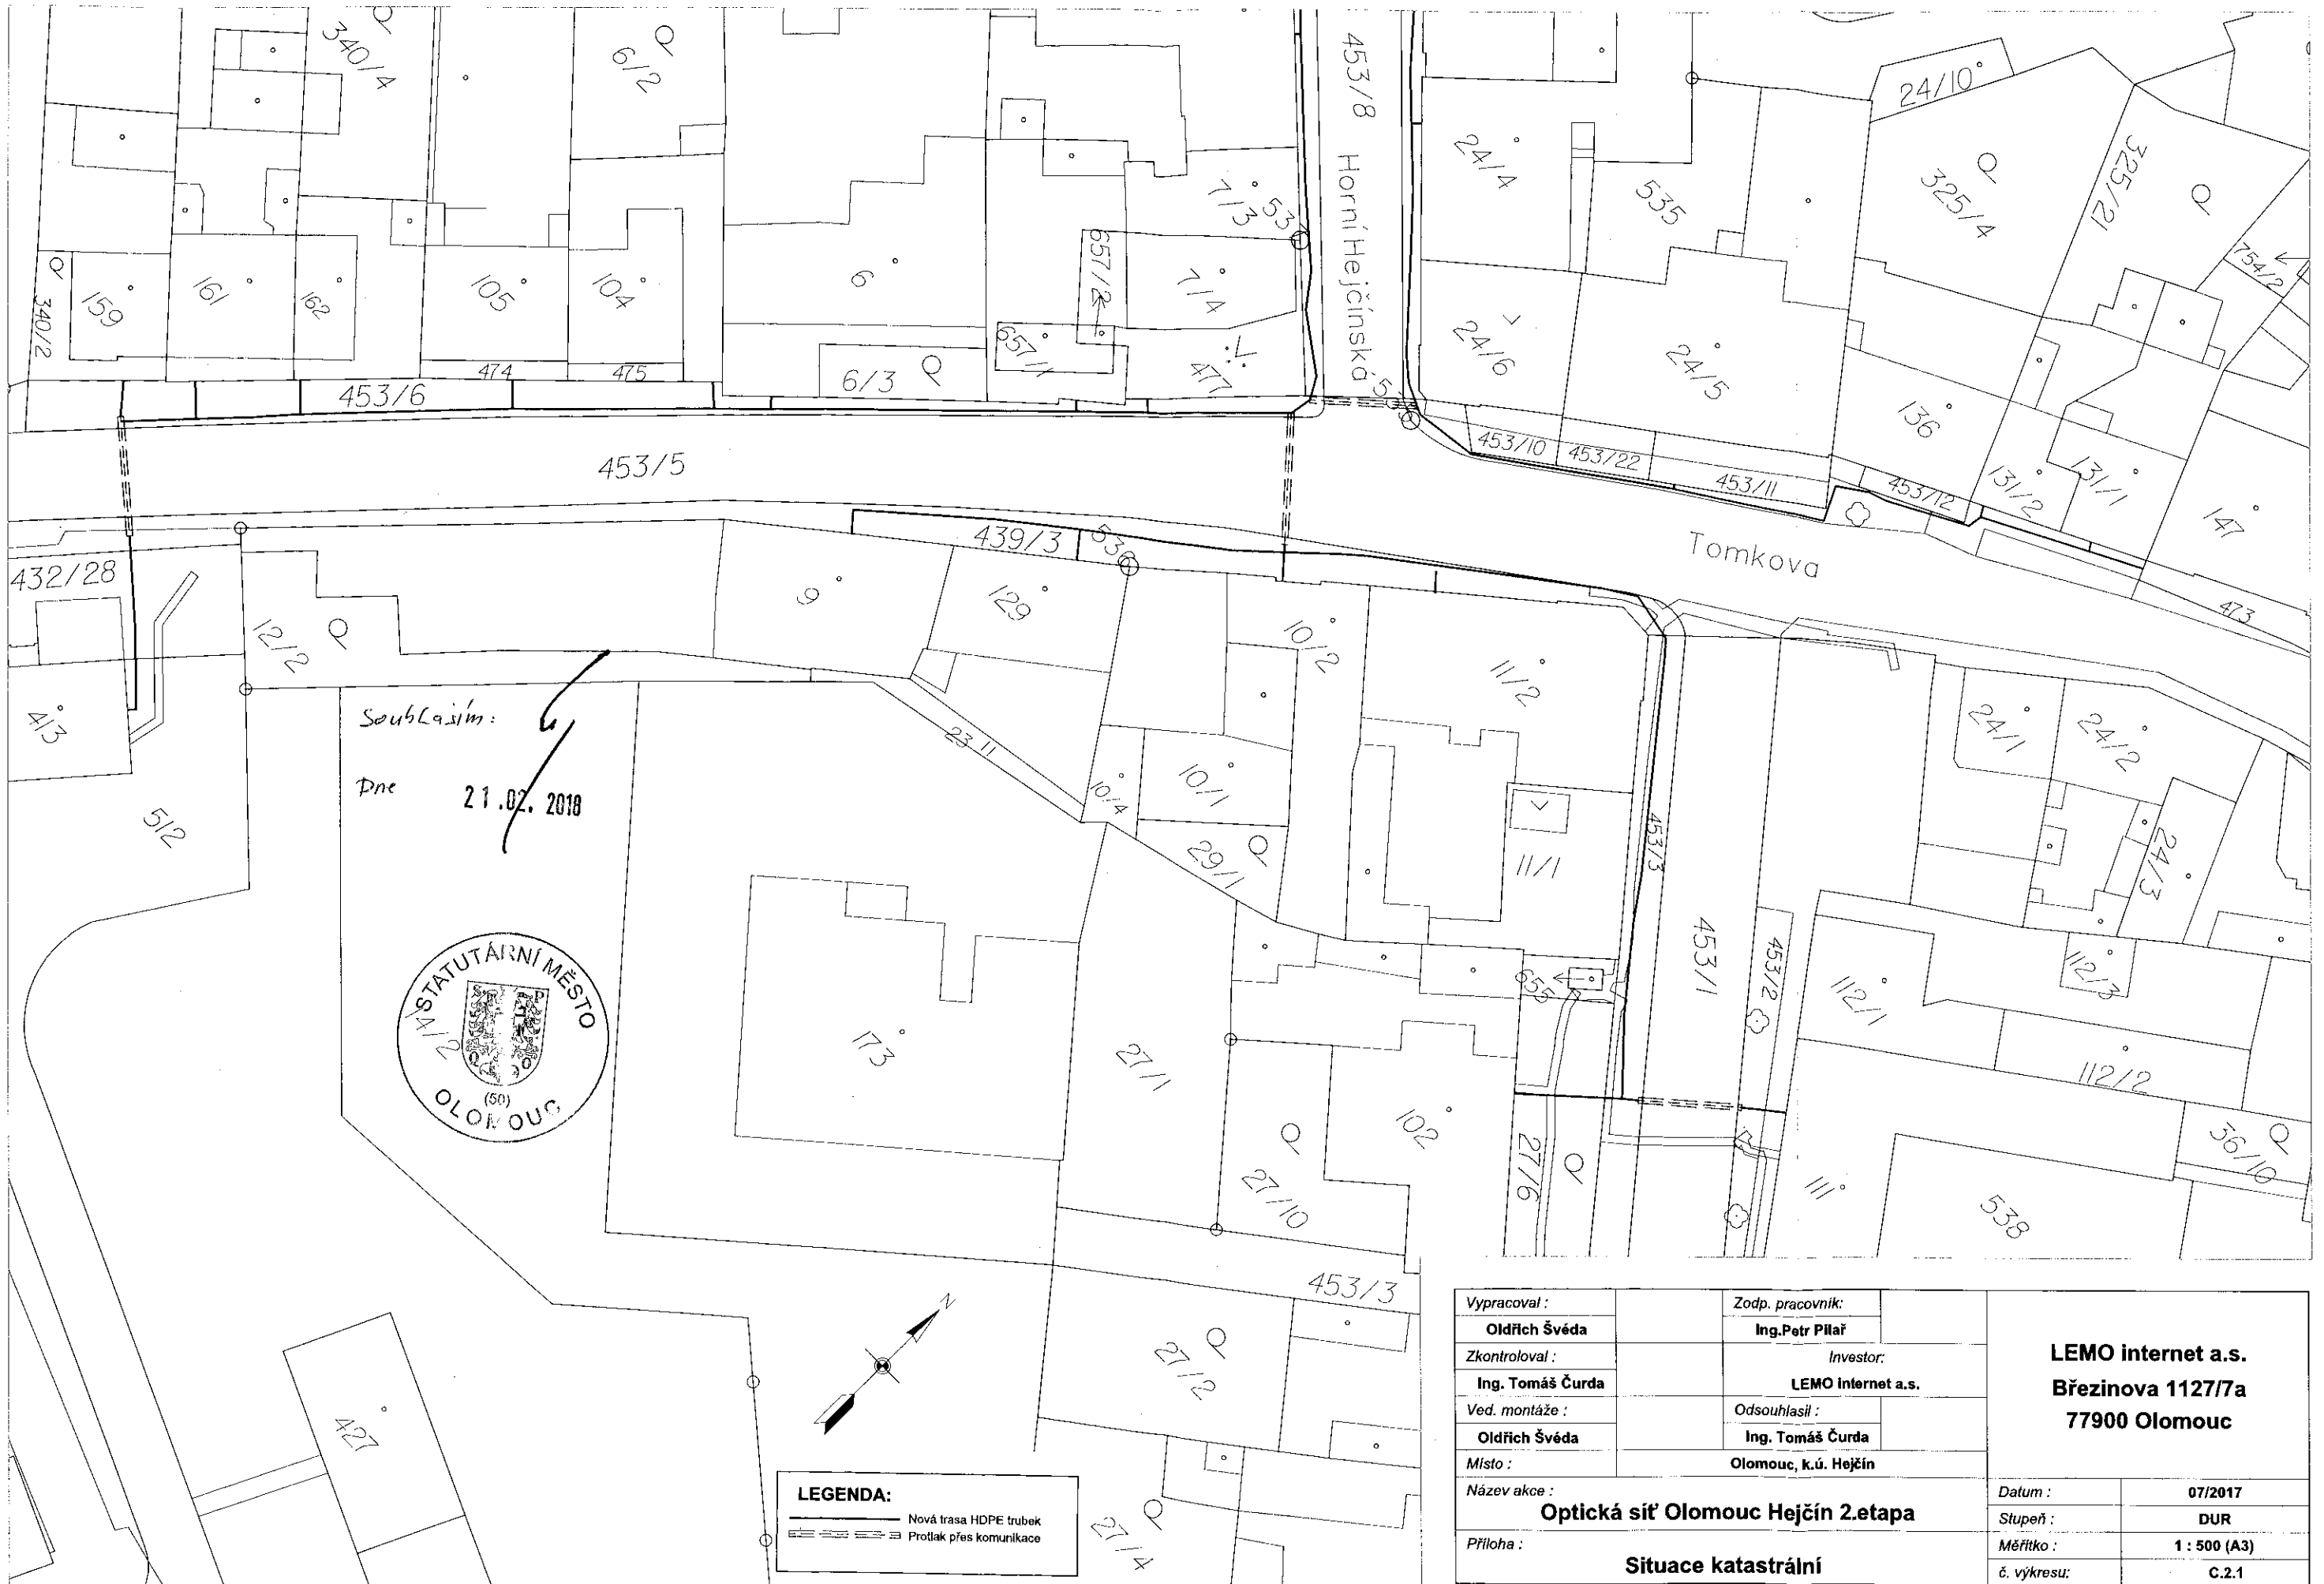 340/4
6/2
453/8
24/10
24/4
535
325/4
325/21
7/3
537
Horní Hejčínská
657/2
6
7/4
754/2
340/2
159
161
162
105
104
24/6
24/5
657/1
477
474
475
453/6
6/3
136
453/10
453/22
453/11
453/12
131/2
131/1
147
453/5
439/3
Tomkova
473
432/28
12/2
9
129
10/2
11/2
4/3
Souhlasím:
24/1
24/2
Dne
21.02.2018
10/4
10/1
512
29/1
11/1
453/3
24/3
453/1
453/2
STATUTÁRNÍ MĚSTO
OLOMOUC
(50)
655
112/1
112/3
173
27/1
112/2
102
27/6
27/10
36/10
111
538
453/3
N
27/2
427
27/4
LEGENDA:
Nová trasa HDPE trubek
Protlak přes komunikace
Vypracoval :
Zodp. pracovník:
Oldřich Švéda
Ing.Petr Pilař
Zkontroloval :
Investor:
Ing. Tomáš Čurda
LEMO internet a.s.
Ved. montáže :
Odsouhlasil :
Oldřich Švéda
Ing. Tomáš Čurda
Místo :
Olomouc, k.ú. Hejčín
Název akce :
Optická síť Olomouc Hejčín 2.etapa
Příloha :
Situace katastrální
LEMO internet a.s.
Březinova 1127/7a
77900 Olomouc
Datum :
07/2017
Stupeň :
DUR
Měřítko :
1 : 500 (A3)
č. výkresu:
C.2.1